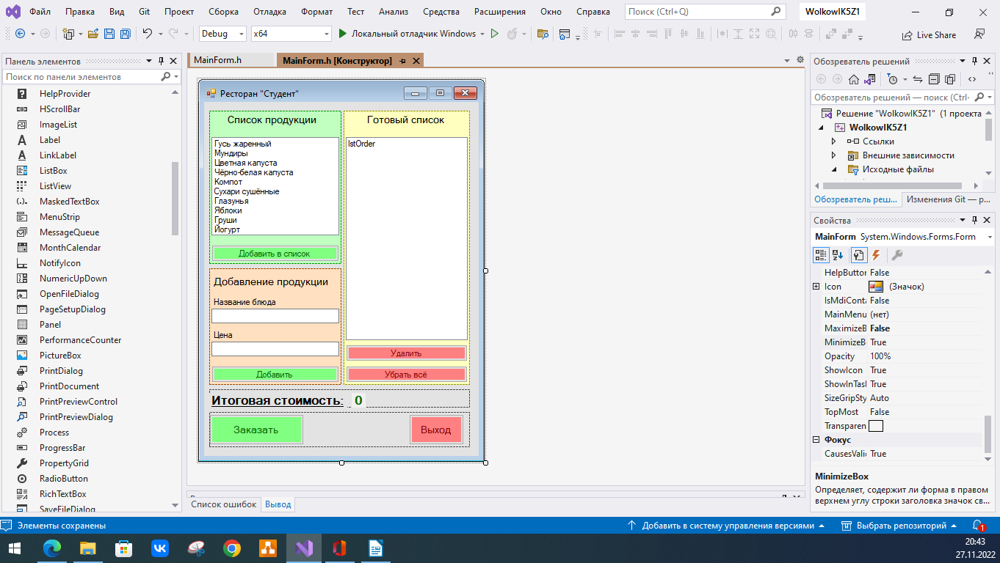 Файл Правка Вид Git Проект Сборка Отладка Формат Тест Анализ Средства Расширения Окно Справка Поиск (Ctrl+Q) WolkowIK5Z1
Debug x64 Локальный отладчик Windows Live Share
Панель элементов
Поиск по панели элементов
HelpProvider
HScrollBar
ImageList
Label
LinkLabel
ListBox
ListView
MaskedTextBox
MenuStrip
MessageQueue
MonthCalendar
NotifyIcon
NumericUpDown
OpenFileDialog
PageSetupDialog
Panel
PerformanceCounter
PictureBox
PrintDialog
PrintDocument
PrintPreviewControl
PrintPreviewDialog
Process
ProgressBar
PropertyGrid
RadioButton
RichTextBox
SaveFileDialog
MainForm.h MainForm.h [Конструктор]
Ресторан "Студент"
Список продукции
Гусь жаренный
Мундиры
Цветная капуста
Чёрно-белая капуста
Компот
Сухари сушённые
Глазунья
Яблоки
Груши
Йогурт
Добавить в список
Готовый список
lstOrder
Удалить
Убрать всё
Добавление продукции
Название блюда
Цена
Добавить
Итоговая стоимость: 0
Заказать Выход
Список ошибок Вывод
Обозреватель решений
Обозреватель решений — поиск (Ctrl-
Решение "WolkowIK5Z1" (1 проекта
WolkowIK5Z1
Ссылки
Внешние зависимости
Исходные файлы
Обозреватель реш... Изменения Git — р...
Свойства
MainForm System.Windows.Forms.Form
HelpButtor False
Icon (Значок)
IsMdiConta False
MainMenu (нет)
MaximizeB False
MinimizeB True
Opacity 100%
ShowIcon True
ShowInTasl True
SizeGripSty Auto
TopMost False
Transparen
Фокус
CausesValid True
MinimizeBox
Определяет, содержит ли форма в правом
верхнем углу строки заголовка значок св...
Элементы сохранены Добавить в систему управления версиями Выбрать репозиторий 1
20:43
27.11.2022